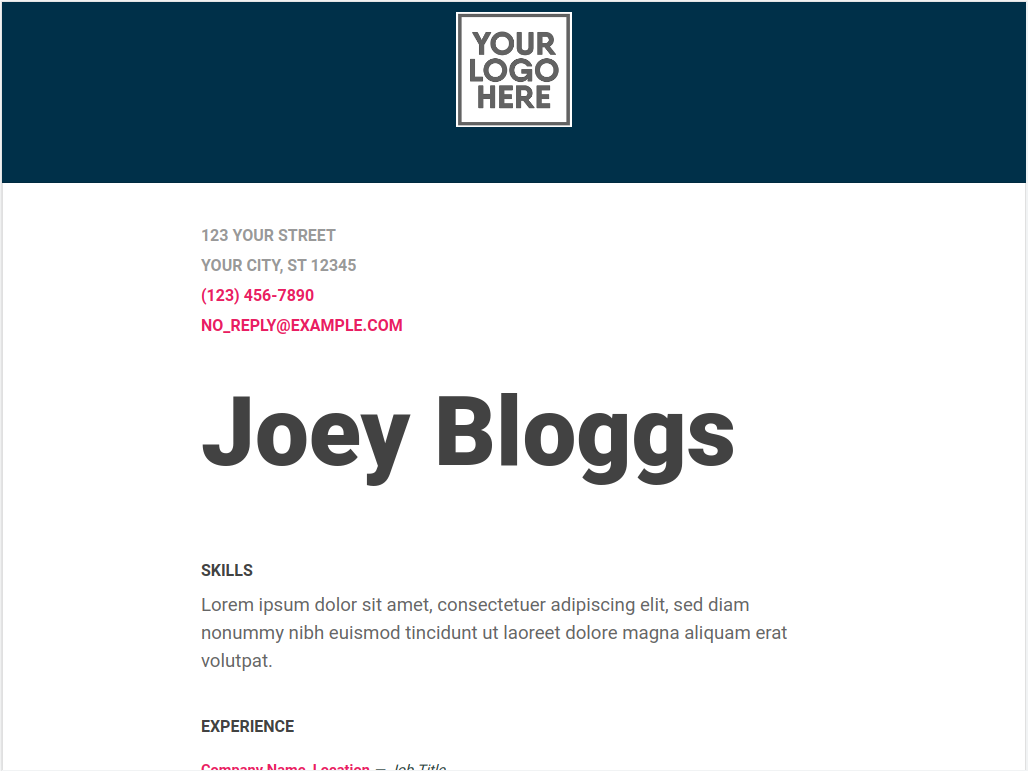 YOUR
LOGO
HERE
123 YOUR STREET
YOUR CITY, ST 12345
(123) 456-7890
NO_REPLY@EXAMPLE.COM
Joey Bloggs
SKILLS
Lorem ipsum dolor sit amet, consectetuer adipiscing elit, sed diam
nonummy nibh euismod tincidunt ut laoreet dolore magna aliquam erat
volutpat.
EXPERIENCE
Company Name, Location — Job Title